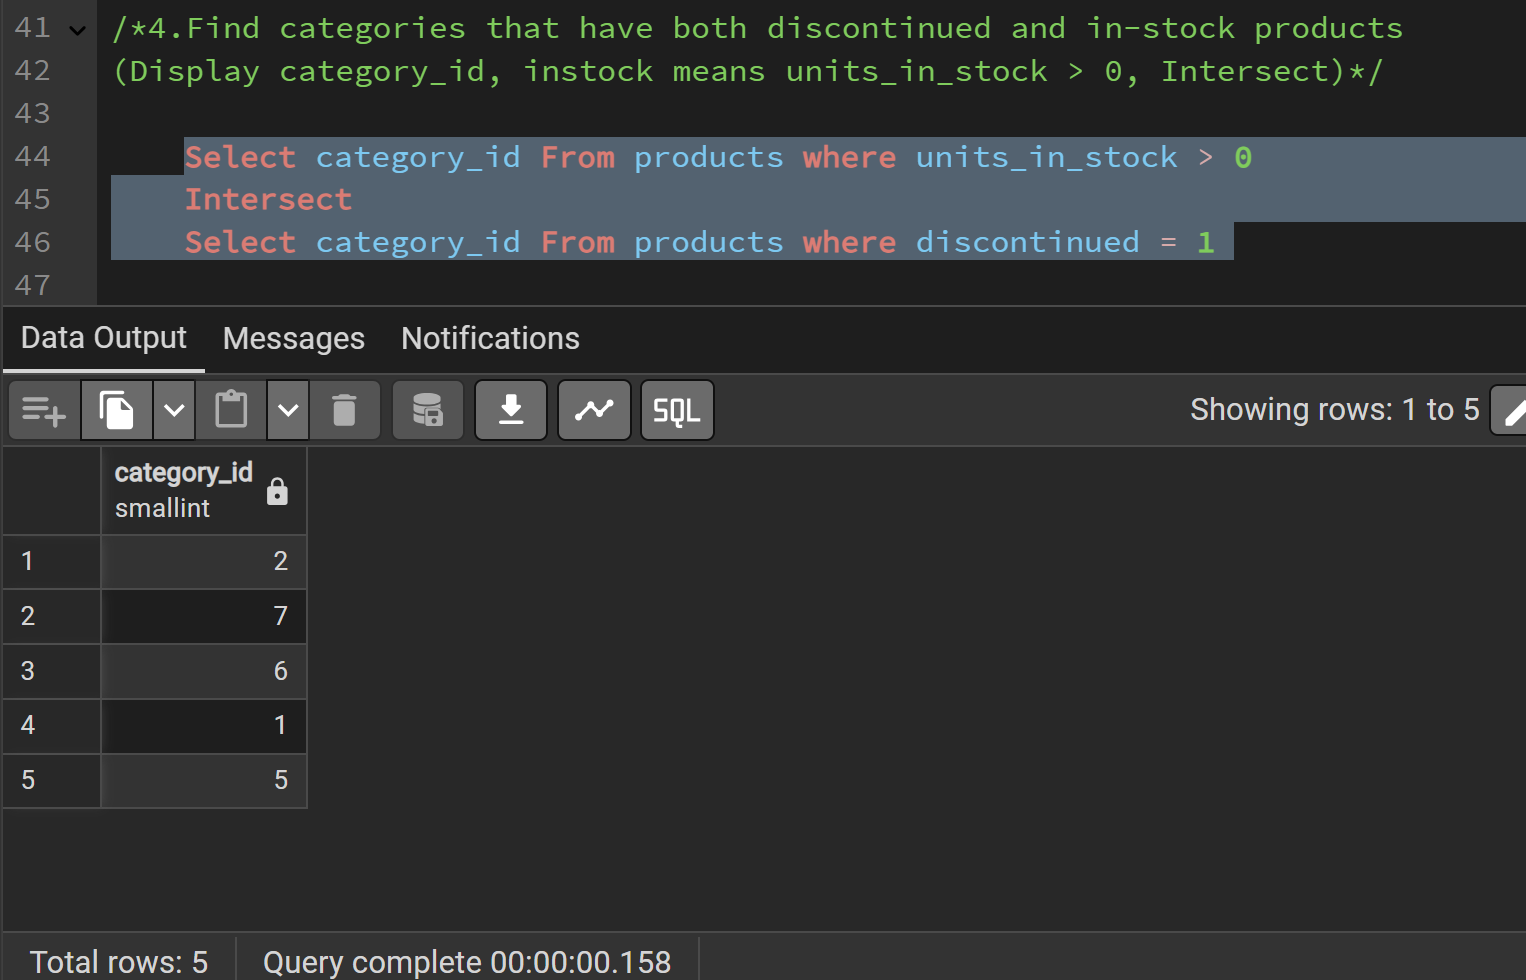 41 /*4.Find categories that have both discontinued and in-stock products
42 (Display category_id, instock means units_in_stock > 0, Intersect)*/
43
44 Select category_id From products where units_in_stock > 0
45 Intersect
46 Select category_id From products where discontinued = 1
47
Data Output Messages Notifications
SQL Showing rows: 1 to 5
category_id
smallint
1 2
2 7
3 6
4 1
5 5
Total rows: 5 Query complete 00:00:00.158